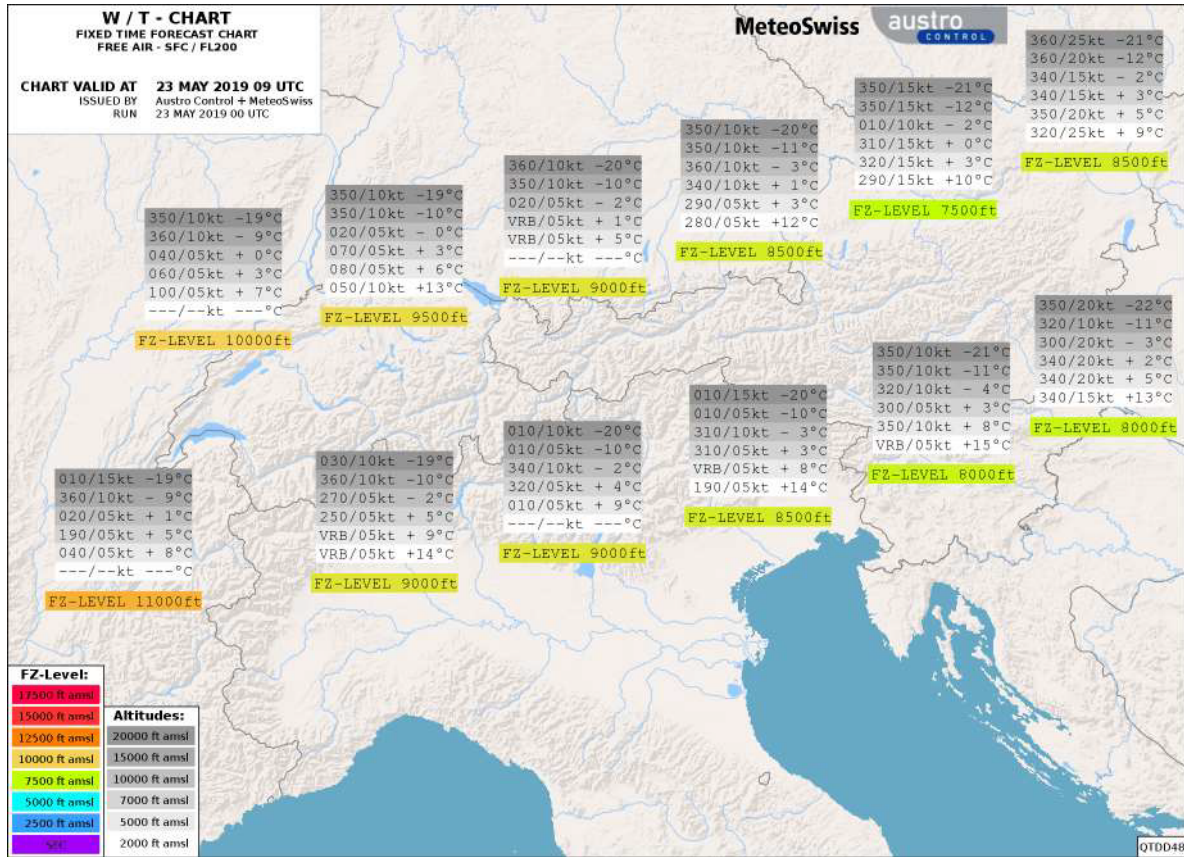 W / T - CHART
FIXED TIME FORECAST CHART
FREE AIR - SFC / FL200
CHART VALID AT 23 MAY 2019 09 UTC
ISSUED BY Austro Control + MeteoSwiss
RUN 23 MAY 2019 00 UTC
MeteoSwiss
austro
CONTROL
360/25kt -21°C
360/20kt -12°C
340/15kt - 2°C
340/15kt + 3°C
350/20kt + 5°C
320/25kt + 9°C
FZ-LEVEL 8500ft
350/15kt -21°C
350/15kt -12°C
010/10kt - 2°C
310/15kt + 0°C
320/15kt + 3°C
290/15kt +10°C
FZ-LEVEL 7500ft
350/10kt -20°C
350/10kt -11°C
360/10kt - 3°C
340/10kt + 1°C
290/05kt + 3°C
280/05kt +12°C
FZ-LEVEL 8500ft
360/10kt -20°C
350/10kt -10°C
020/05kt - 2°C
VRB/05kt + 1°C
VRB/05kt + 5°C
---/--kt ---°C
FZ-LEVEL 9000ft
350/10kt -19°C
350/10kt -10°C
020/05kt - 0°C
070/05kt + 3°C
080/05kt + 6°C
050/10kt +13°C
FZ-LEVEL 9500ft
350/10kt -19°C
360/10kt - 9°C
040/05kt + 0°C
060/05kt + 3°C
100/05kt + 7°C
---/--kt ---°C
FZ-LEVEL 10000ft
350/20kt -22°C
320/10kt -11°C
300/20kt - 3°C
340/20kt + 2°C
340/20kt + 5°C
340/15kt +13°C
FZ-LEVEL 8000ft
350/10kt -21°C
350/10kt -11°C
320/10kt - 4°C
300/05kt + 3°C
350/10kt + 8°C
VRB/05kt +15°C
FZ-LEVEL 8000ft
010/15kt -20°C
010/05kt -10°C
310/10kt - 3°C
310/05kt + 3°C
VRB/05kt + 8°C
190/05kt +14°C
FZ-LEVEL 8500ft
010/10kt -20°C
010/05kt -10°C
340/10kt - 2°C
320/05kt + 4°C
010/05kt + 9°C
---/--kt ---°C
FZ-LEVEL 9000ft
030/10kt -19°C
360/10kt -10°C
270/05kt - 2°C
250/05kt + 5°C
VRB/05kt + 9°C
VRB/05kt +14°C
FZ-LEVEL 9000ft
010/15kt -19°C
360/10kt - 9°C
020/05kt + 1°C
190/05kt + 5°C
040/05kt + 8°C
---/--kt ---°C
FZ-LEVEL 11000ft
FZ-Level:
17500 ft amsl
15000 ft amsl
12500 ft amsl
10000 ft amsl
7500 ft amsl
5000 ft amsl
2500 ft amsl
SFC
Altitudes:
20000 ft amsl
15000 ft amsl
10000 ft amsl
7000 ft amsl
5000 ft amsl
2000 ft amsl
QTDD48